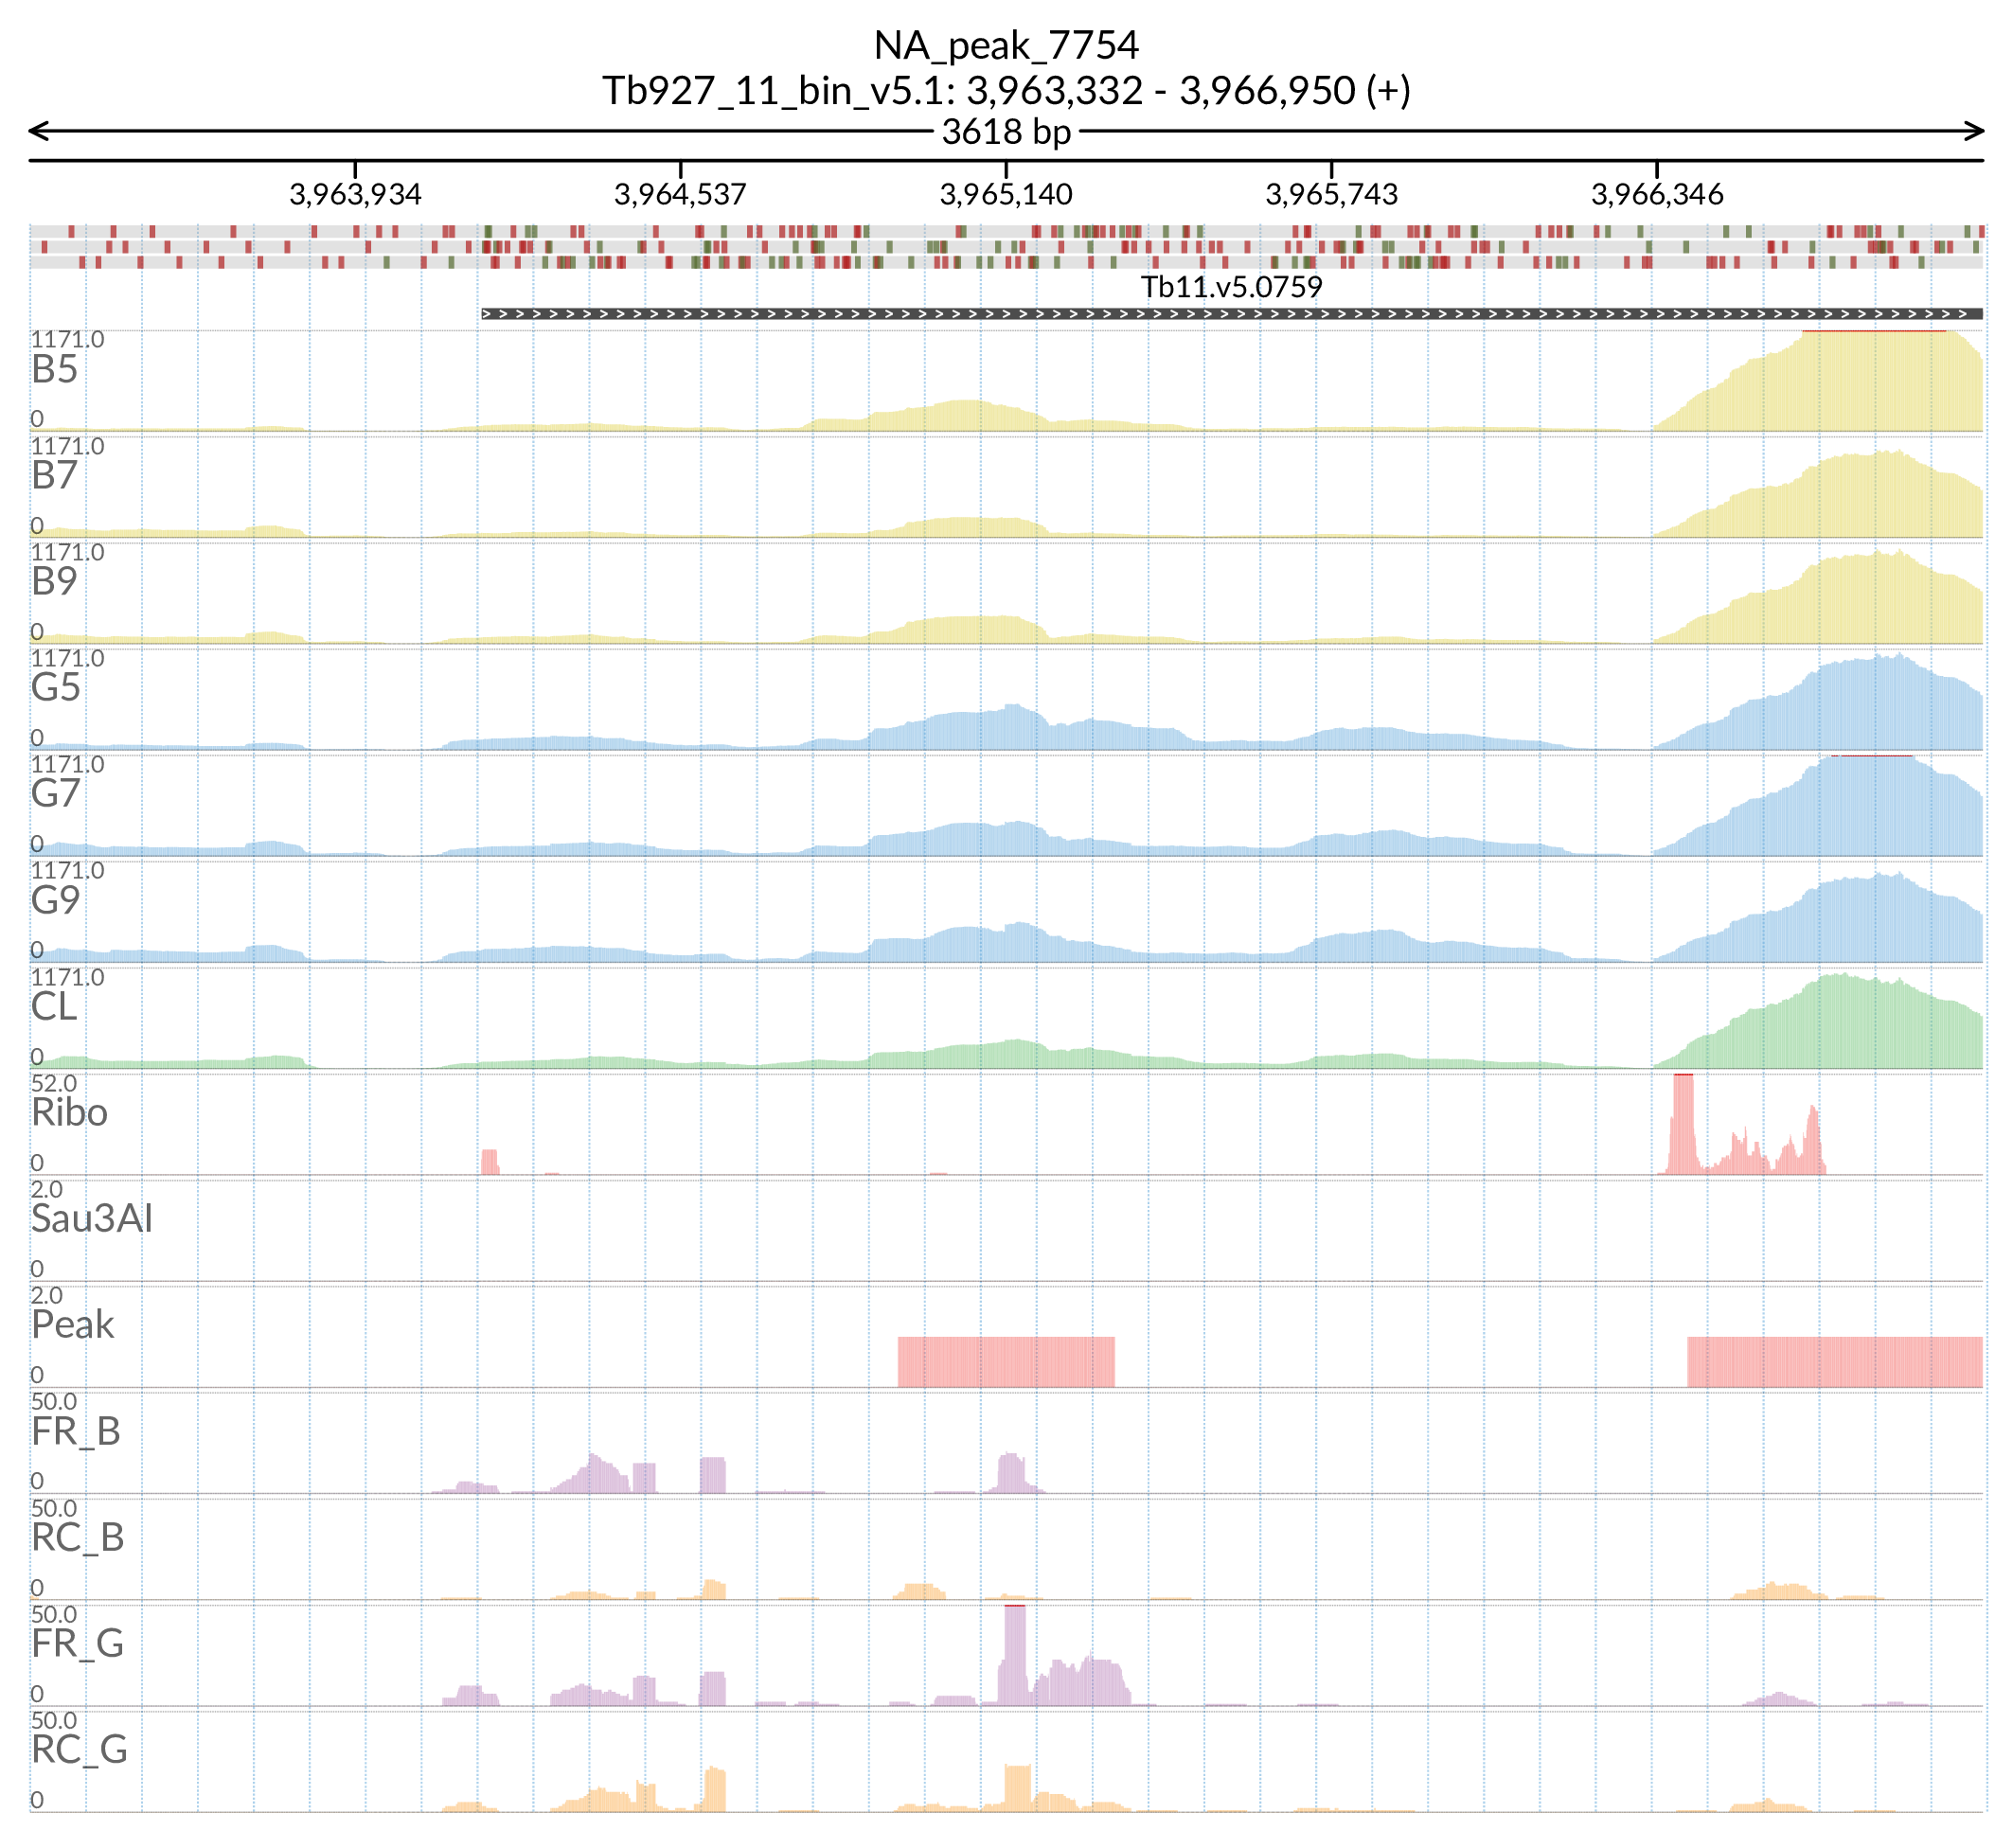 NA_peak_7754
Tb927_11_bin_v5.1: 3,963,332 - 3,966,950 (+)
3618 bp
3,963,934 3,964,537 3,965,140 3,965,743 3,966,346
Tb11.v5.0759
1171.0
B5
0
1171.0
B7
0
1171.0
B9
0
1171.0
G5
0
1171.0
G7
0
1171.0
G9
0
1171.0
CL
0
52.0
Ribo
0
2.0
Sau3AI
0
2.0
Peak
0
50.0
FR_B
0
50.0
RC_B
0
50.0
FR_G
0
50.0
RC_G
0